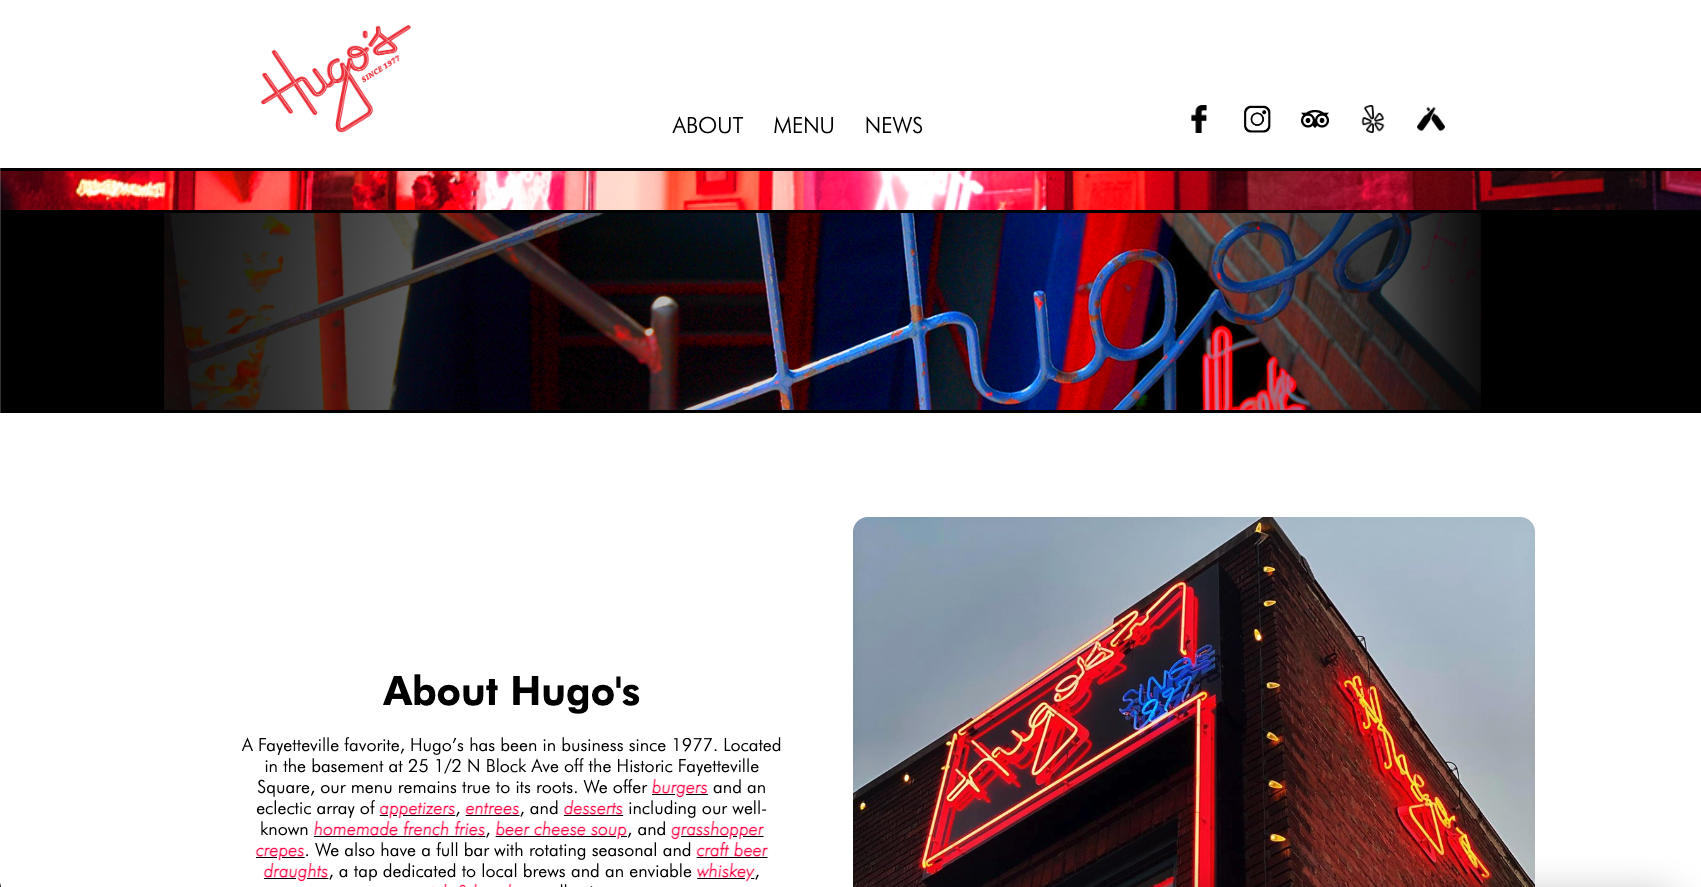 Hugo's
SINCE 1977
ABOUT MENU NEWS
Hugo's
About Hugo's
A Fayetteville favorite, Hugo’s has been in business since 1977. Located
in the basement at 25 1/2 N Block Ave off the Historic Fayetteville
Square, our menu remains true to its roots. We offer burgers and an
eclectic array of appetizers, entrees, and desserts including our well-
known homemade french fries, beer cheese soup, and grasshopper
crepes. We also have a full bar with rotating seasonal and craft beer
draughts, a tap dedicated to local brews and an enviable whiskey,
Hugo's
SINCE
1977